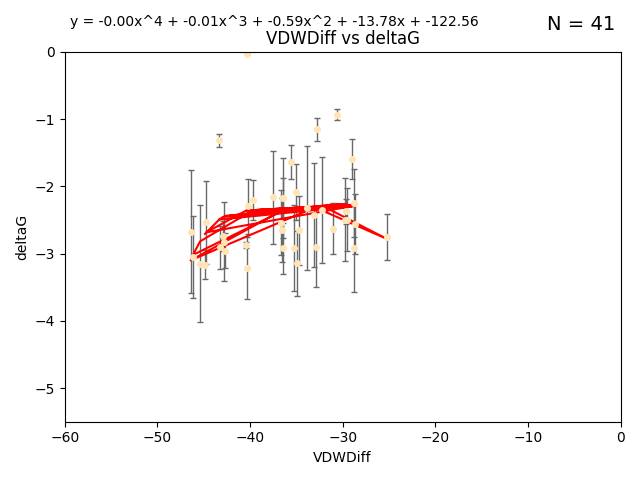 y = -0.00x^4 + -0.01x^3 + -0.59x^2 + -13.78x + -122.56
N = 41
VDWDiff vs deltaG
0
−1
−2
−3
−4
−5
deltaG
−60 −50 −40 −30 −20 −10 0
VDWDiff